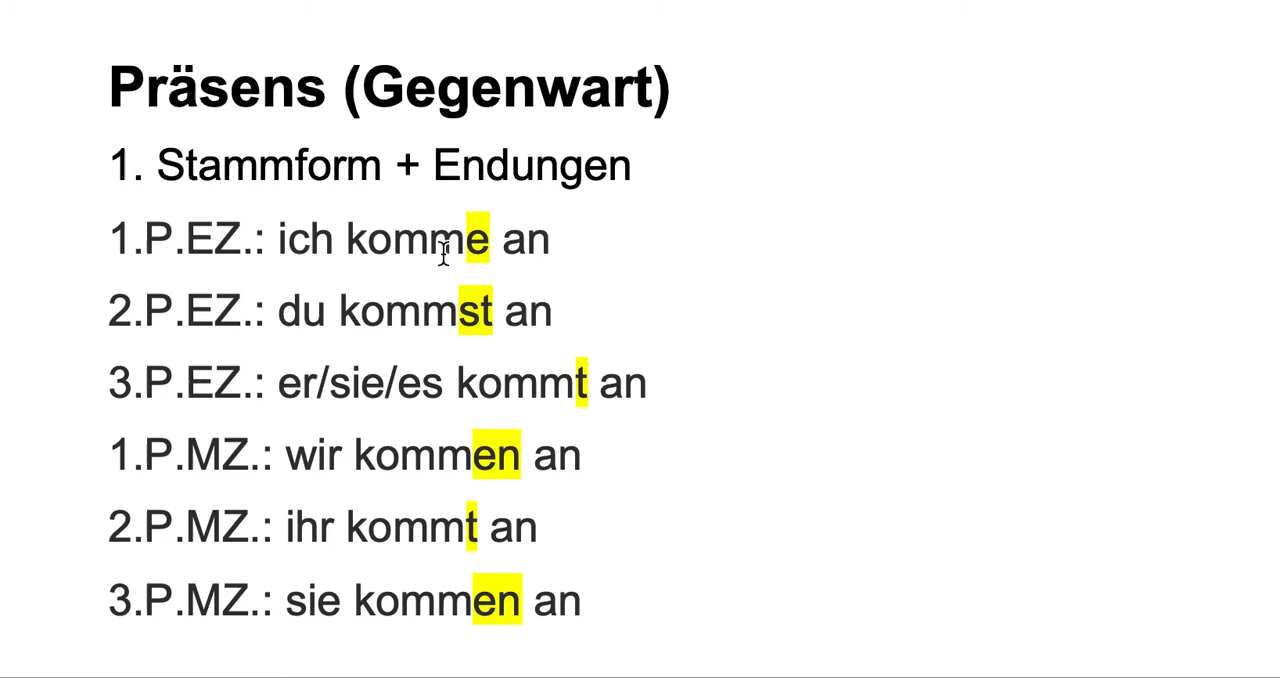 Präsens (Gegenwart)
1. Stammform + Endungen
1.P.EZ.: ich komme an
2.P.EZ.: du kommst an
3.P.EZ.: er/sie/es kommt an
1.P.MZ.: wir kommen an
2.P.MZ.: ihr kommt an
3.P.MZ.: sie kommen an